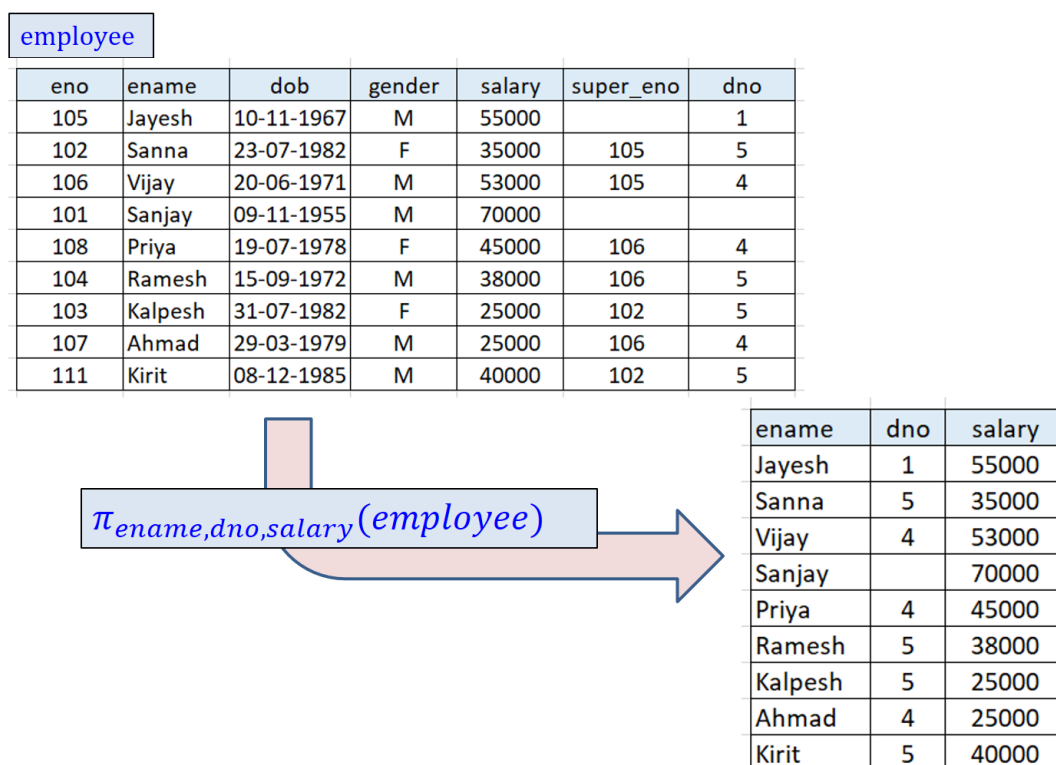 employee
eno ename dob gender salary super_eno dno
105 Jayesh 10-11-1967 M 55000 1
102 Sanna 23-07-1982 F 35000 105 5
106 Vijay 20-06-1971 M 53000 105 4
101 Sanjay 09-11-1955 M 70000
108 Priya 19-07-1978 F 45000 106 4
104 Ramesh 15-09-1972 M 38000 106 5
103 Kalpesh 31-07-1982 F 25000 102 5
107 Ahmad 29-03-1979 M 25000 106 4
111 Kirit 08-12-1985 M 40000 102 5
π ename,dno,salary (employee)
ename dno salary
Jayesh 1 55000
Sanna 5 35000
Vijay 4 53000
Sanjay 70000
Priya 4 45000
Ramesh 5 38000
Kalpesh 5 25000
Ahmad 4 25000
Kirit 5 40000